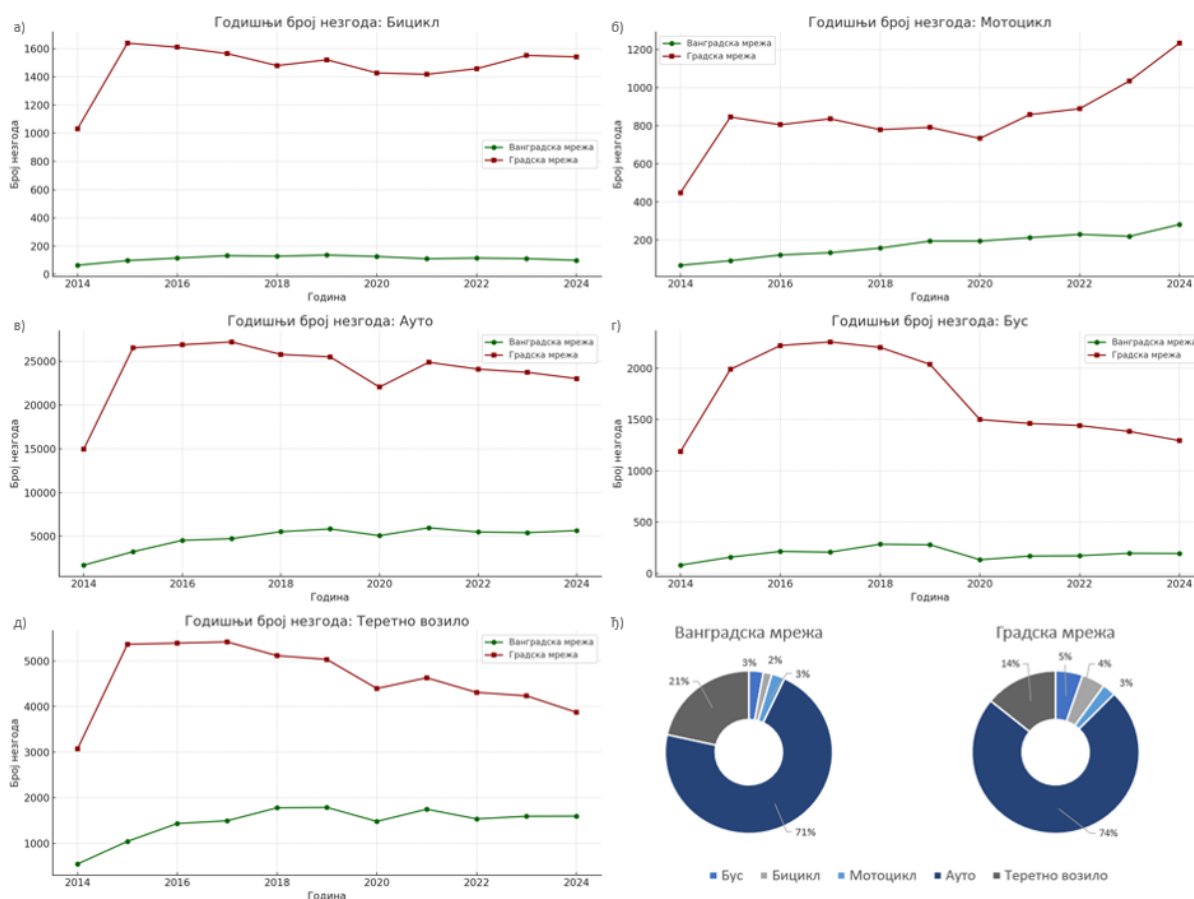 а)
Годишњи број незгода: Бицикл
Број незгода
1600
1400
1200
1000
800
600
400
200
0
Ванградска мрежа
Градска мрежа
2014 2016 2018 2020 2022 2024
Година
б)
Годишњи број незгода: Мотоцикл
Број незгода
1200
1000
800
600
400
200
Ванградска мрежа
Градска мрежа
2014 2016 2018 2020 2022 2024
Година
в)
Годишњи број незгода: Ауто
Број незгода
25000
20000
15000
10000
5000
Ванградска мрежа
Градска мрежа
2014 2016 2018 2020 2022 2024
Година
г)
Годишњи број незгода: Бус
Број незгода
2000
1500
1000
500
0
Ванградска мрежа
Градска мрежа
2014 2016 2018 2020 2022 2024
Година
д)
Годишњи број незгода: Теретно возило
Број незгода
5000
4000
3000
2000
1000
Ванградска мрежа
Градска мрежа
2014 2016 2018 2020 2022 2024
Година
ђ)
Ванградска мрежа
3%
2%
3%
21%
71%
Градска мрежа
5%
4%
3%
14%
74%
Бус Бицикл Мотоцикл Ауто Теретно возило